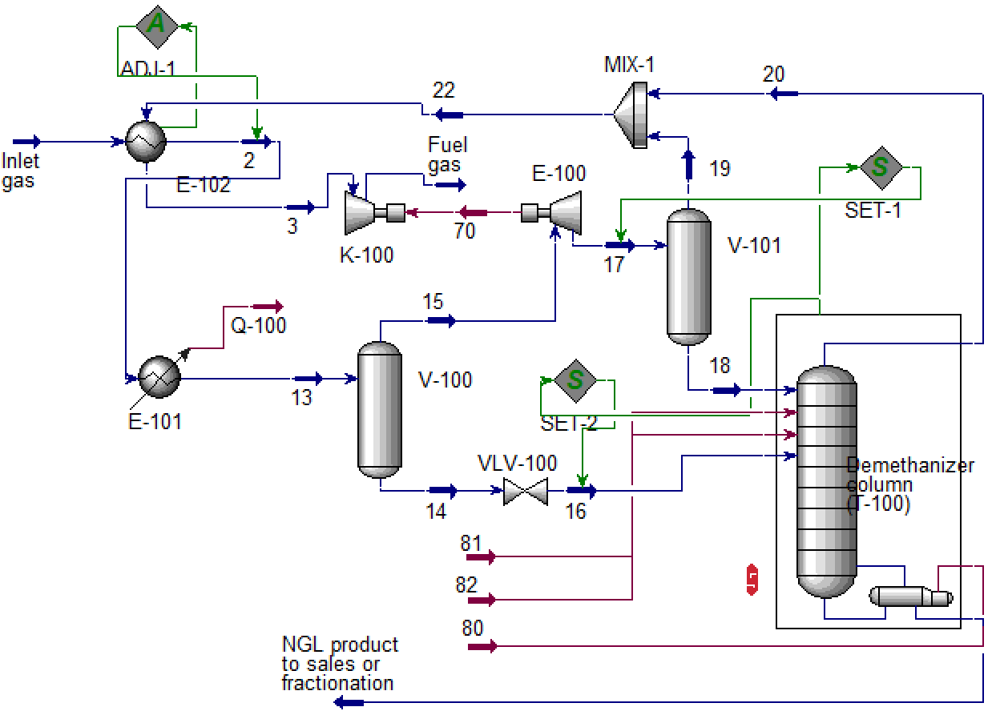 A
ADJ-1
MIX-1
20
22
Inlet
gas
2
E-102
Fuel
gas
E-100
19
S
SET-1
3
70
K-100
17
V-101
15
Q-100
13
E-101
V-100
18
S
SET-2
VLV-100
14
16
Demethanizer
column
(T-100)
81
82
80
NGL product
to sales or
fractionation